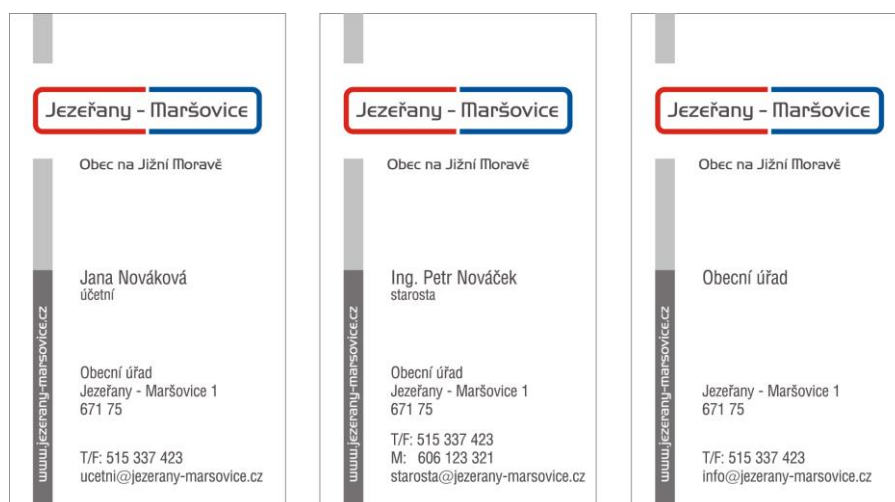 Jezeřany - Maršovice
Obec na Jižní Moravě
Jana Nováková
účetní
Obecní úřad
Jezeřany - Maršovice 1
671 75
T/F: 515 337 423
ucetni@jezerany-marsovice.cz
www.jezerany-marsovice.cz
Jezeřany - Maršovice
Obec na Jižní Moravě
Ing. Petr Nováček
starosta
Obecní úřad
Jezeřany - Maršovice 1
671 75
T/F: 515 337 423
M: 606 123 321
starosta@jezerany-marsovice.cz
www.jezerany-marsovice.cz
Jezeřany - Maršovice
Obec na Jižní Moravě
Obecní úřad
Jezeřany - Maršovice 1
671 75
T/F: 515 337 423
info@jezerany-marsovice.cz
www.jezerany-marsovice.cz